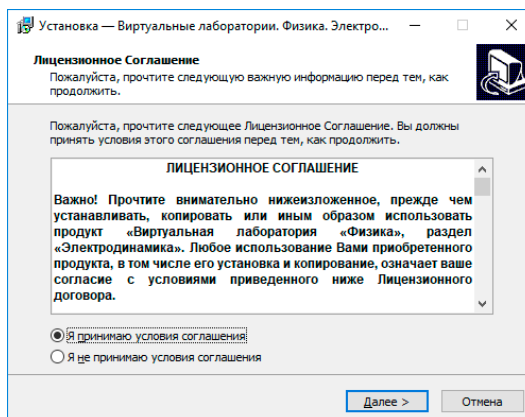 Установка — Виртуальные лаборатории. Физика. Электро...
Лицензионное Соглашение
Пожалуйста, прочтите следующую важную информацию перед тем, как
продолжить.
Пожалуйста, прочтите следующее Лицензионное Соглашение. Вы должны
принять условия этого соглашения перед тем, как продолжить.
ЛИЦЕНЗИОННОЕ СОГЛАШЕНИЕ
Важно! Прочтите внимательно нижеизложенное, прежде чем
устанавливать, копировать или иным образом использовать
продукт «Виртуальная лаборатория «Физика», раздел
«Электродинамика». Любое использование Вами приобретенного
продукта, в том числе его установка и копирование, означает ваше
согласие с условиями приведенного ниже Лицензионного
договора.
Я принимаю условия соглашения
Я не принимаю условия соглашения
Далее >
Отмена